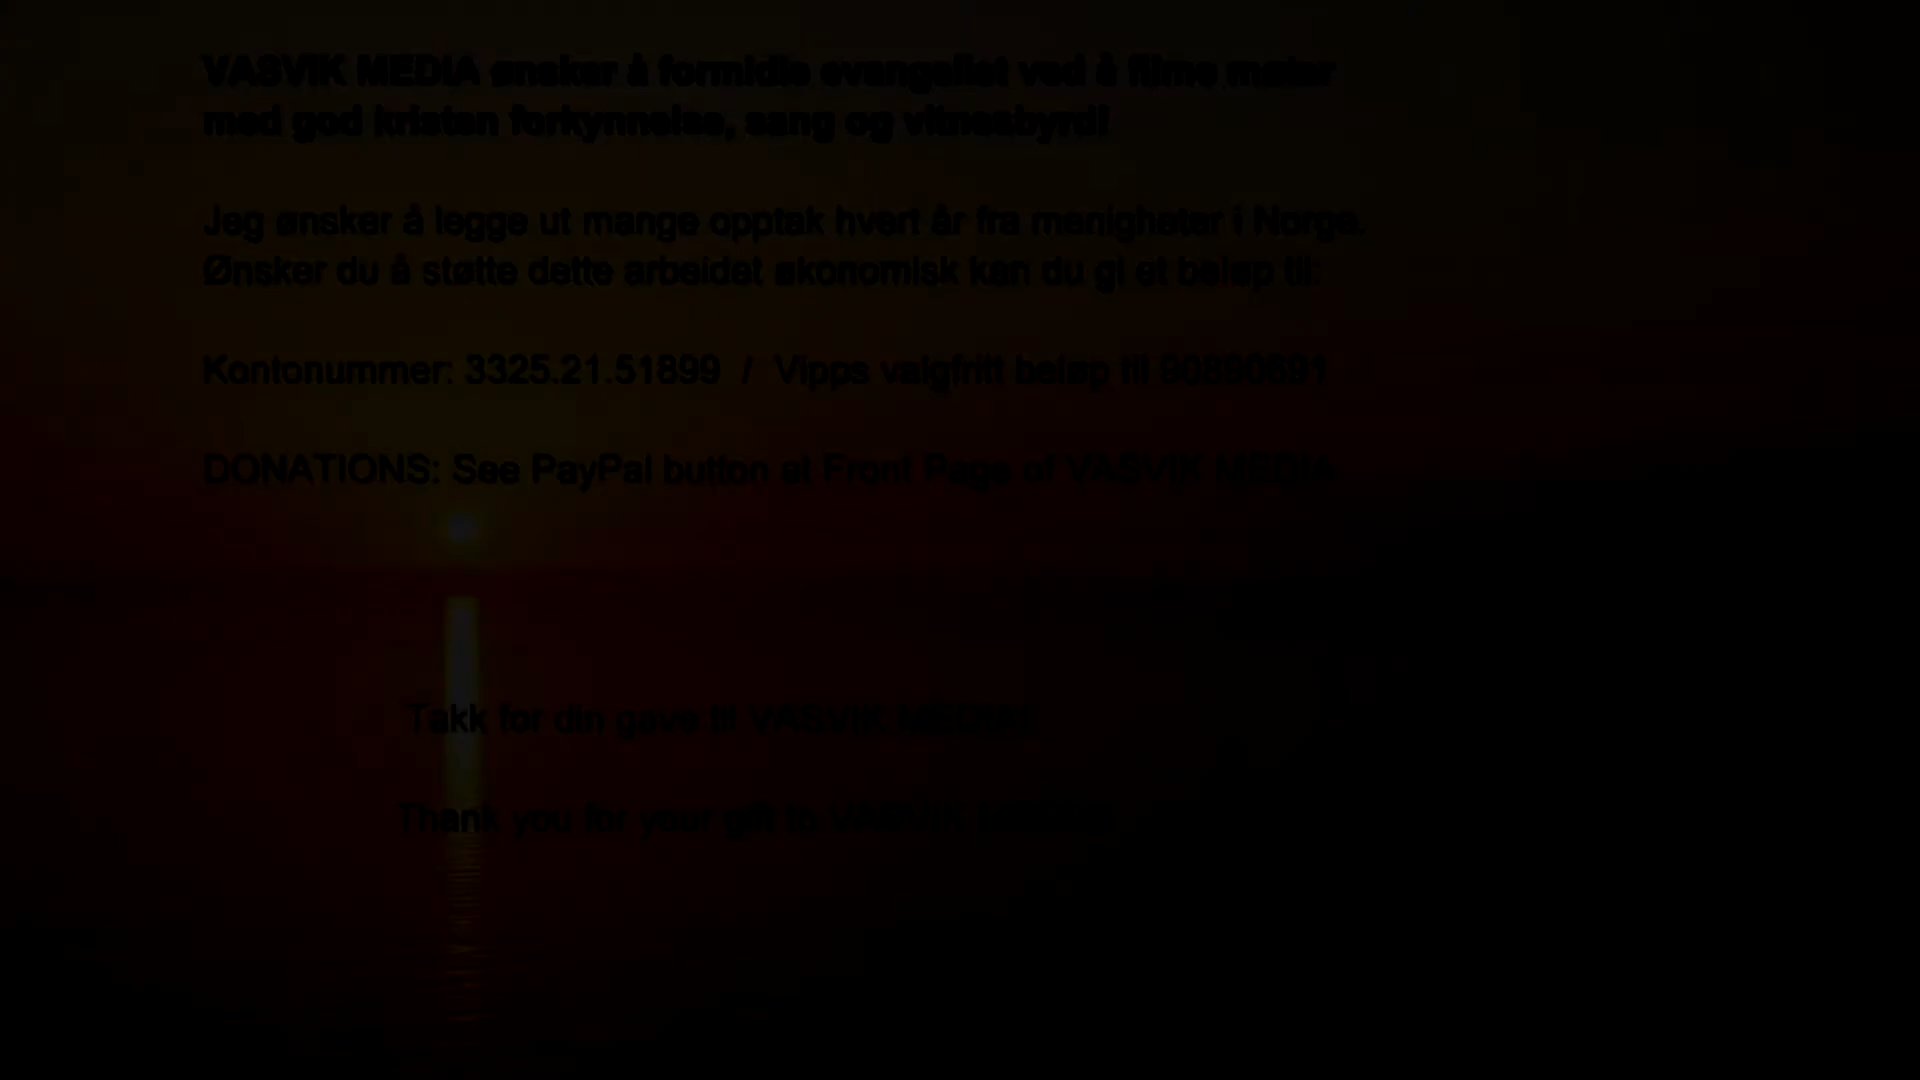 VASVIK MEDIA ønsker å formidle evangeliet ved å filme møter
med god kristen forkynnelse, sang og vitnesbyrd!
Jeg ønsker å legge ut mange opptak hvert år fra menigheter i Norge.
Ønsker du å støtte dette arbeidet økonomisk kan du gi et beløp til:
Kontonummer: 3325.21.51899 / Vipps valgfritt beløp til
DONATIONS: See PayPal button at Front Page of VASVIK MEDIA
Takk for din gave til VASVIK MEDIA!
Thank you for your gift to VASVIK MEDIA!